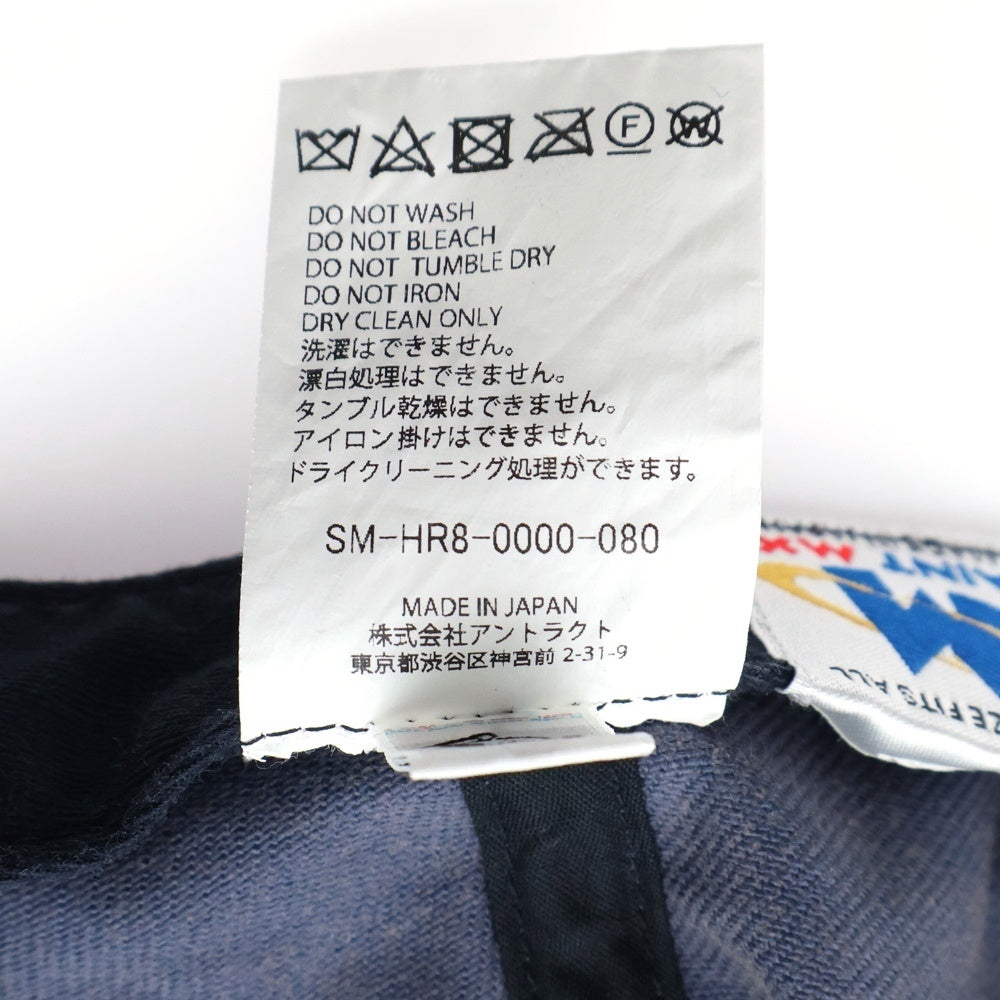 F W
DO NOT WASH
DO NOT BLEACH
DO NOT TUMBLE DRY
DO NOT IRON
DRY CLEAN ONLY
洗濯はできません。
漂白処理はできません。
タンブル乾燥はできません。
アイロン掛けはできません。
ドライクリーニング処理ができます。
SM-HR8-0000-080
MADE IN JAPAN
株式会社アントラクト
東京都渋谷区神宮前 2-31-9
MX
FITS ALL